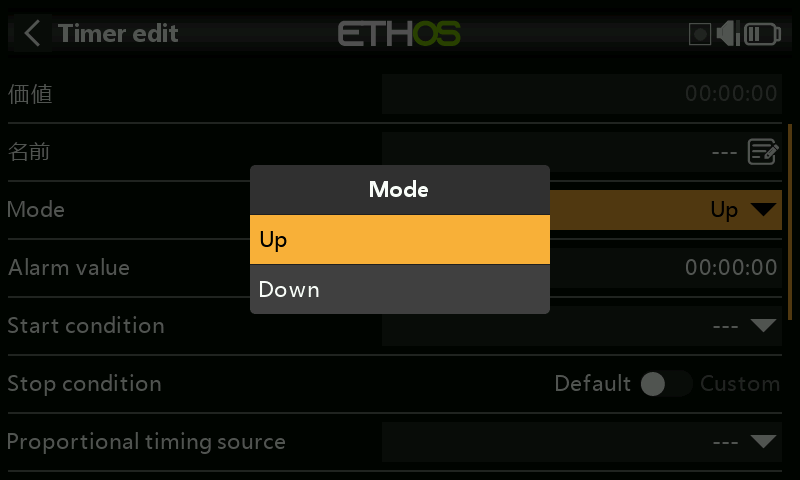 Timer edit
ETHOS
価値
00:00:00
名前
---
Mode
Up
Mode
Up
Down
Alarm value
00:00:00
Start condition
---
Stop condition
Default
Custom
Proportional timing source
---